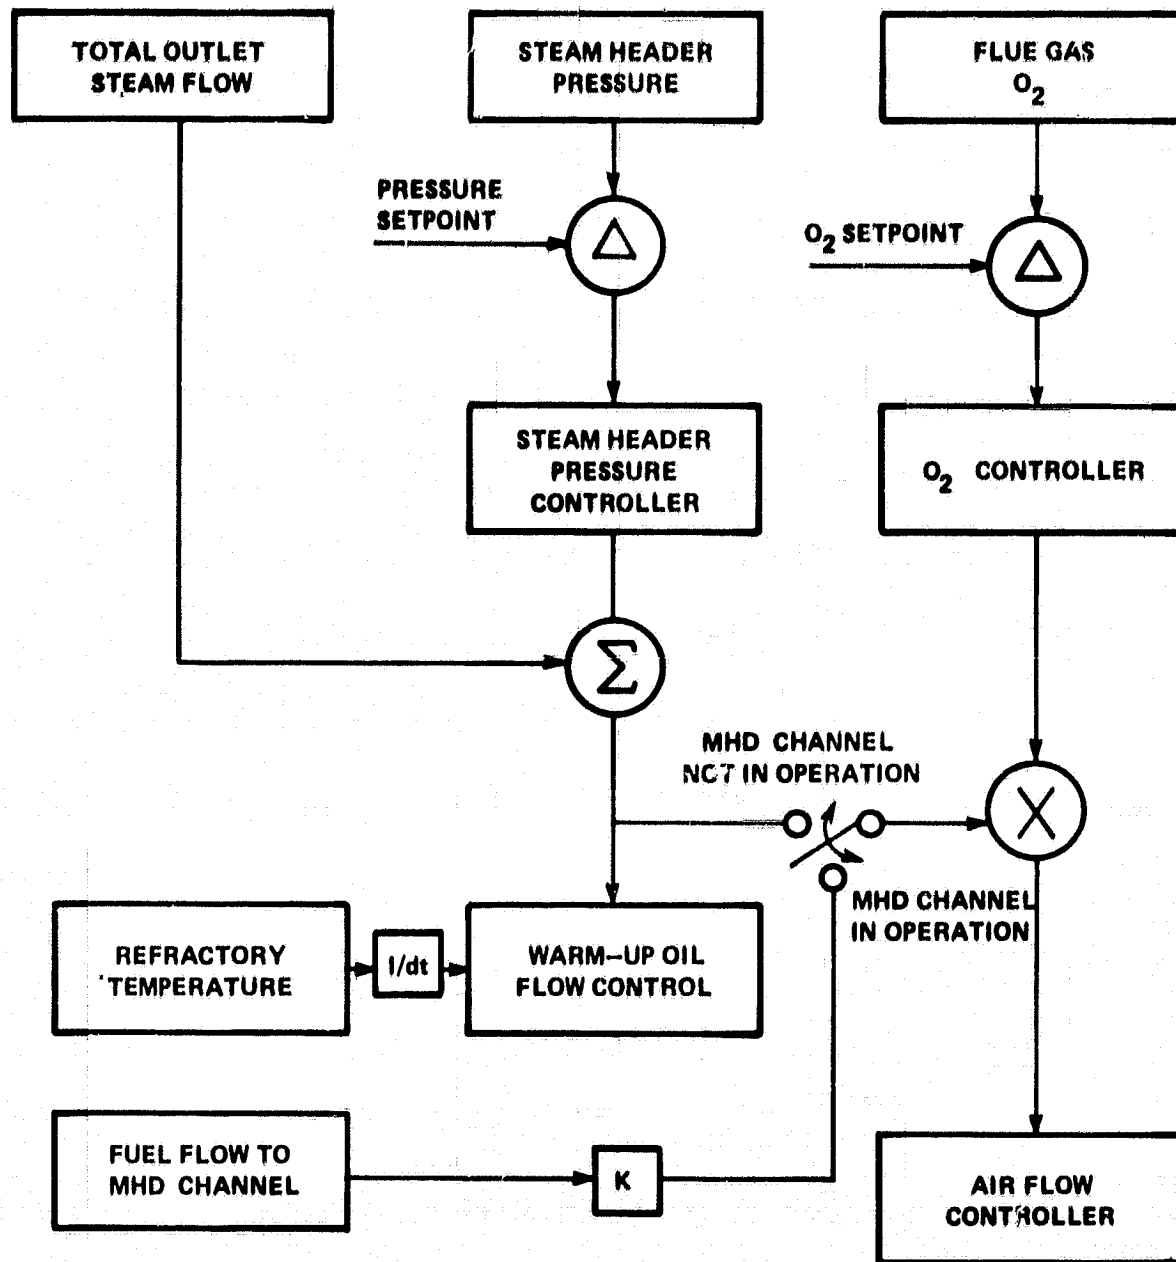 TOTAL OUTLET
STEAM FLOW
STEAM HEADER
PRESSURE
FLUE GAS
O2
PRESSURE
SETPOINT
Δ
O2 SETPOINT
Δ
STEAM HEADER
PRESSURE
CONTROLLER
O2 CONTROLLER
Σ
MHD CHANNEL
NOT IN OPERATION
X
MHD CHANNEL
IN OPERATION
REFRACTORY
TEMPERATURE
I/dt
WARM-UP OIL
FLOW CONTROL
FUEL FLOW TO
MHD CHANNEL
K
AIR FLOW
CONTROLLER